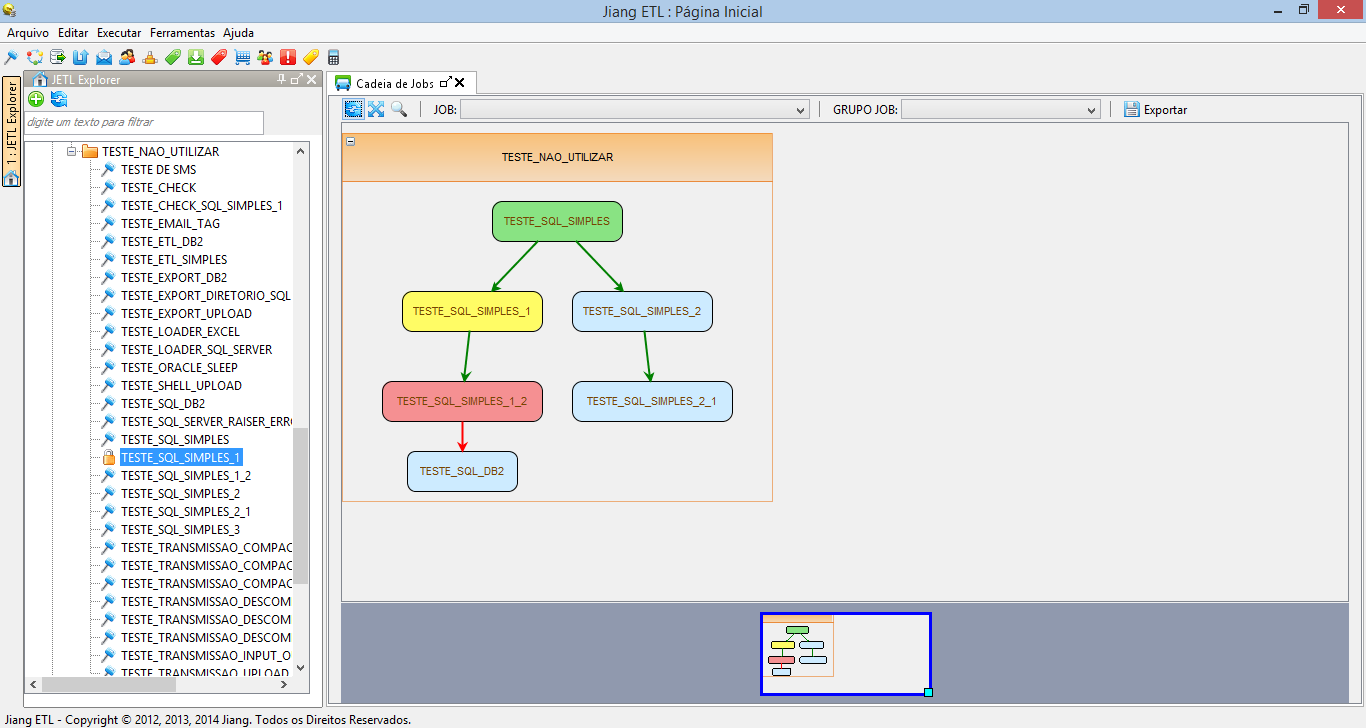 Jiang ETL : Página Inicial
Arquivo Editar Executar Ferramentas Ajuda
1 : JETL Explorer
JETL Explorer
digite um texto para filtrar
TESTE_NAO_UTILIZAR
TESTE DE SMS
TESTE_CHECK
TESTE_CHECK_SQL_SIMPLES_1
TESTE_EMAIL_TAG
TESTE_ETL_DB2
TESTE_ETL_SIMPLES
TESTE_EXPORT_DB2
TESTE_EXPORT_DIRETORIO_SQL
TESTE_EXPORT_UPLOAD
TESTE_LOADER_EXCEL
TESTE_LOADER_SQL_SERVER
TESTE_ORACLE_SLEEP
TESTE_SHELL_UPLOAD
TESTE_SQL_DB2
TESTE_SQL_SERVER_RAISER_ERR
TESTE_SQL_SIMPLES
TESTE_SQL_SIMPLES_1
TESTE_SQL_SIMPLES_1_2
TESTE_SQL_SIMPLES_2
TESTE_SQL_SIMPLES_2_1
TESTE_SQL_SIMPLES_3
TESTE_TRANSMISSAO_COMPAC
TESTE_TRANSMISSAO_COMPAC
TESTE_TRANSMISSAO_COMPAC
TESTE_TRANSMISSAO_DESCOM
TESTE_TRANSMISSAO_DESCOM
TESTE_TRANSMISSAO_DESCOM
TESTE_TRANSMISSAO_INPUT_O
TESTE_TRANSMISSAO_UPLOAD
Cadeia de Jobs
JOB: GRUPO JOB: Exportar
TESTE_NAO_UTILIZAR
TESTE_SQL_SIMPLES
TESTE_SQL_SIMPLES_1 TESTE_SQL_SIMPLES_2
TESTE_SQL_SIMPLES_1_2 TESTE_SQL_SIMPLES_2_1
TESTE_SQL_DB2
Jiang ETL - Copyright © 2012, 2013, 2014 Jiang. Todos os Direitos Reservados.